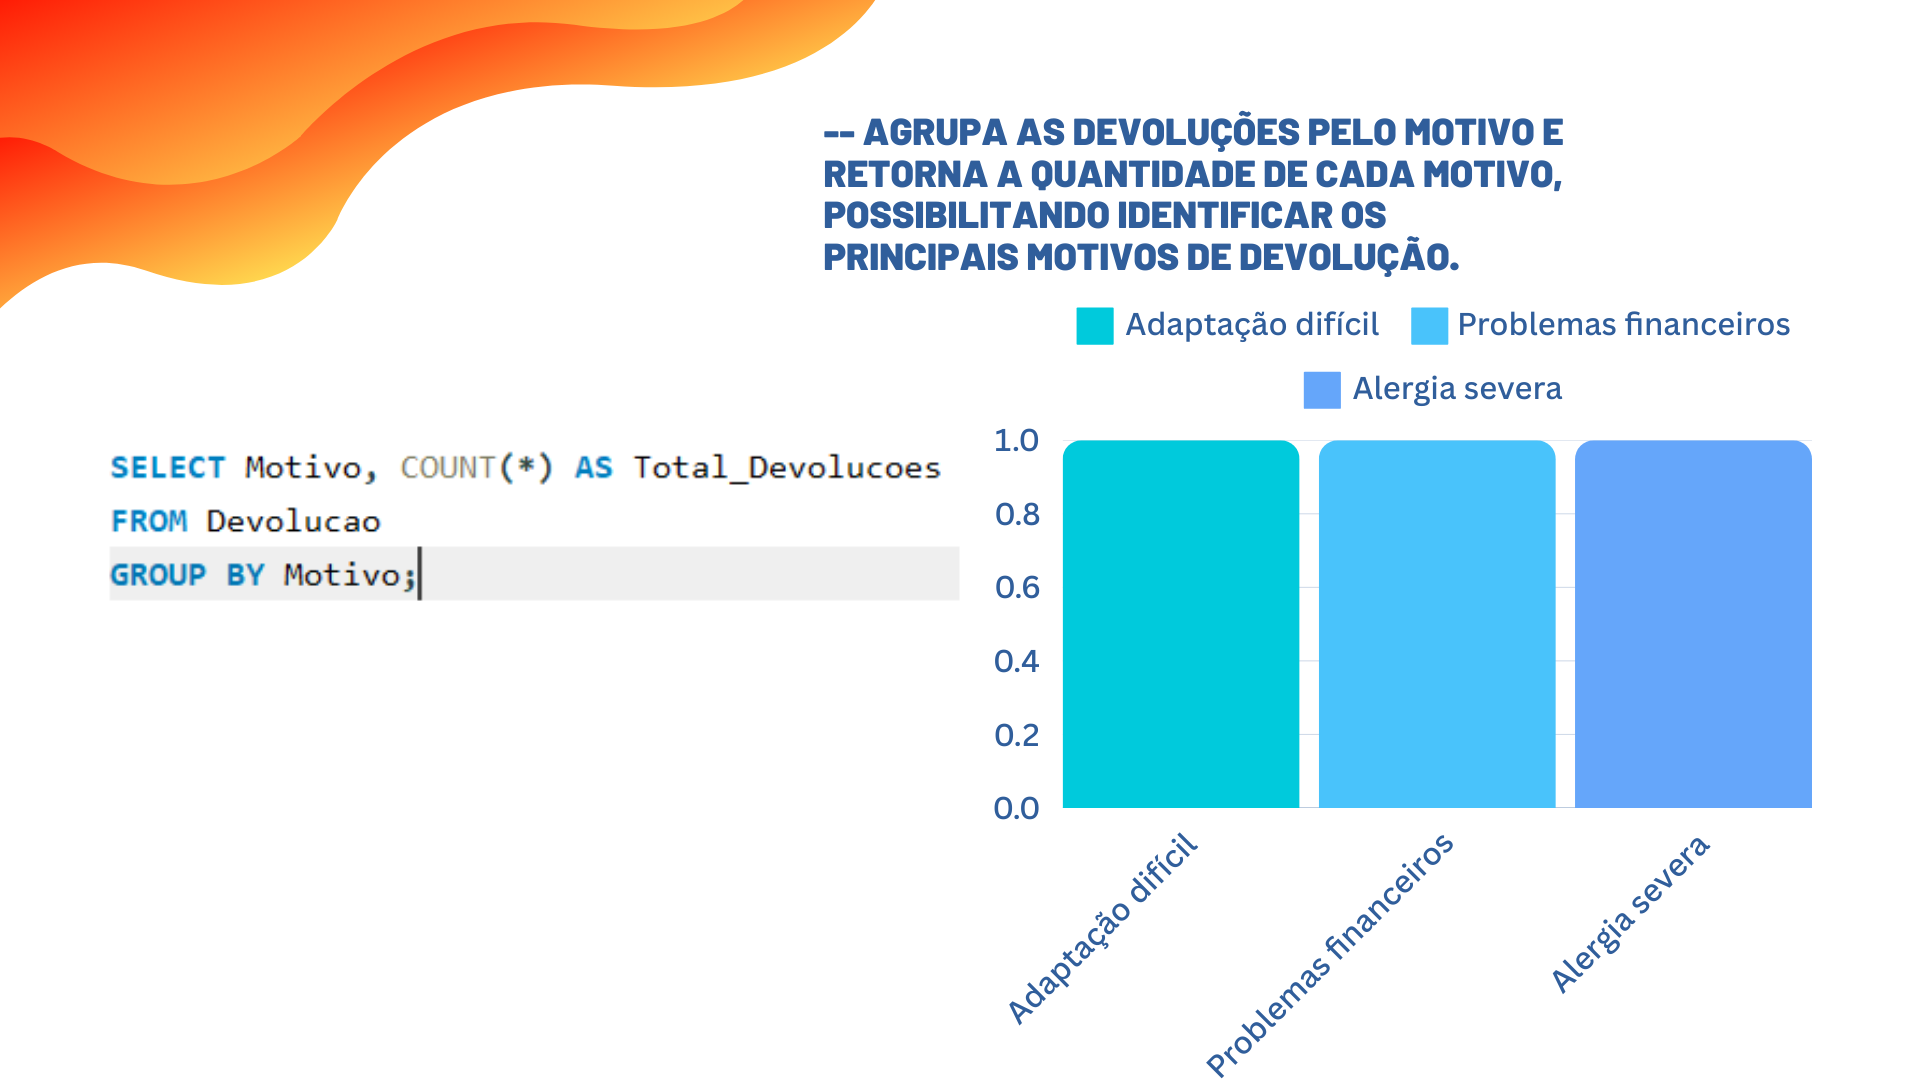 -- AGRUPA AS DEVOLUÇÕES PELO MOTIVO E
RETORNA A QUANTIDADE DE CADA MOTIVO,
POSSIBILITANDO IDENTIFICAR OS
PRINCIPAIS MOTIVOS DE DEVOLUÇÃO.
SELECT Motivo, COUNT(*) AS Total_Devolucoes
FROM Devolucao
GROUP BY Motivo;
Adaptação difícil
Problemas financeiros
Alergia severa
1.0
0.8
0.6
0.4
0.2
0.0
Adaptação difícil
Problemas financeiros
Alergia severa